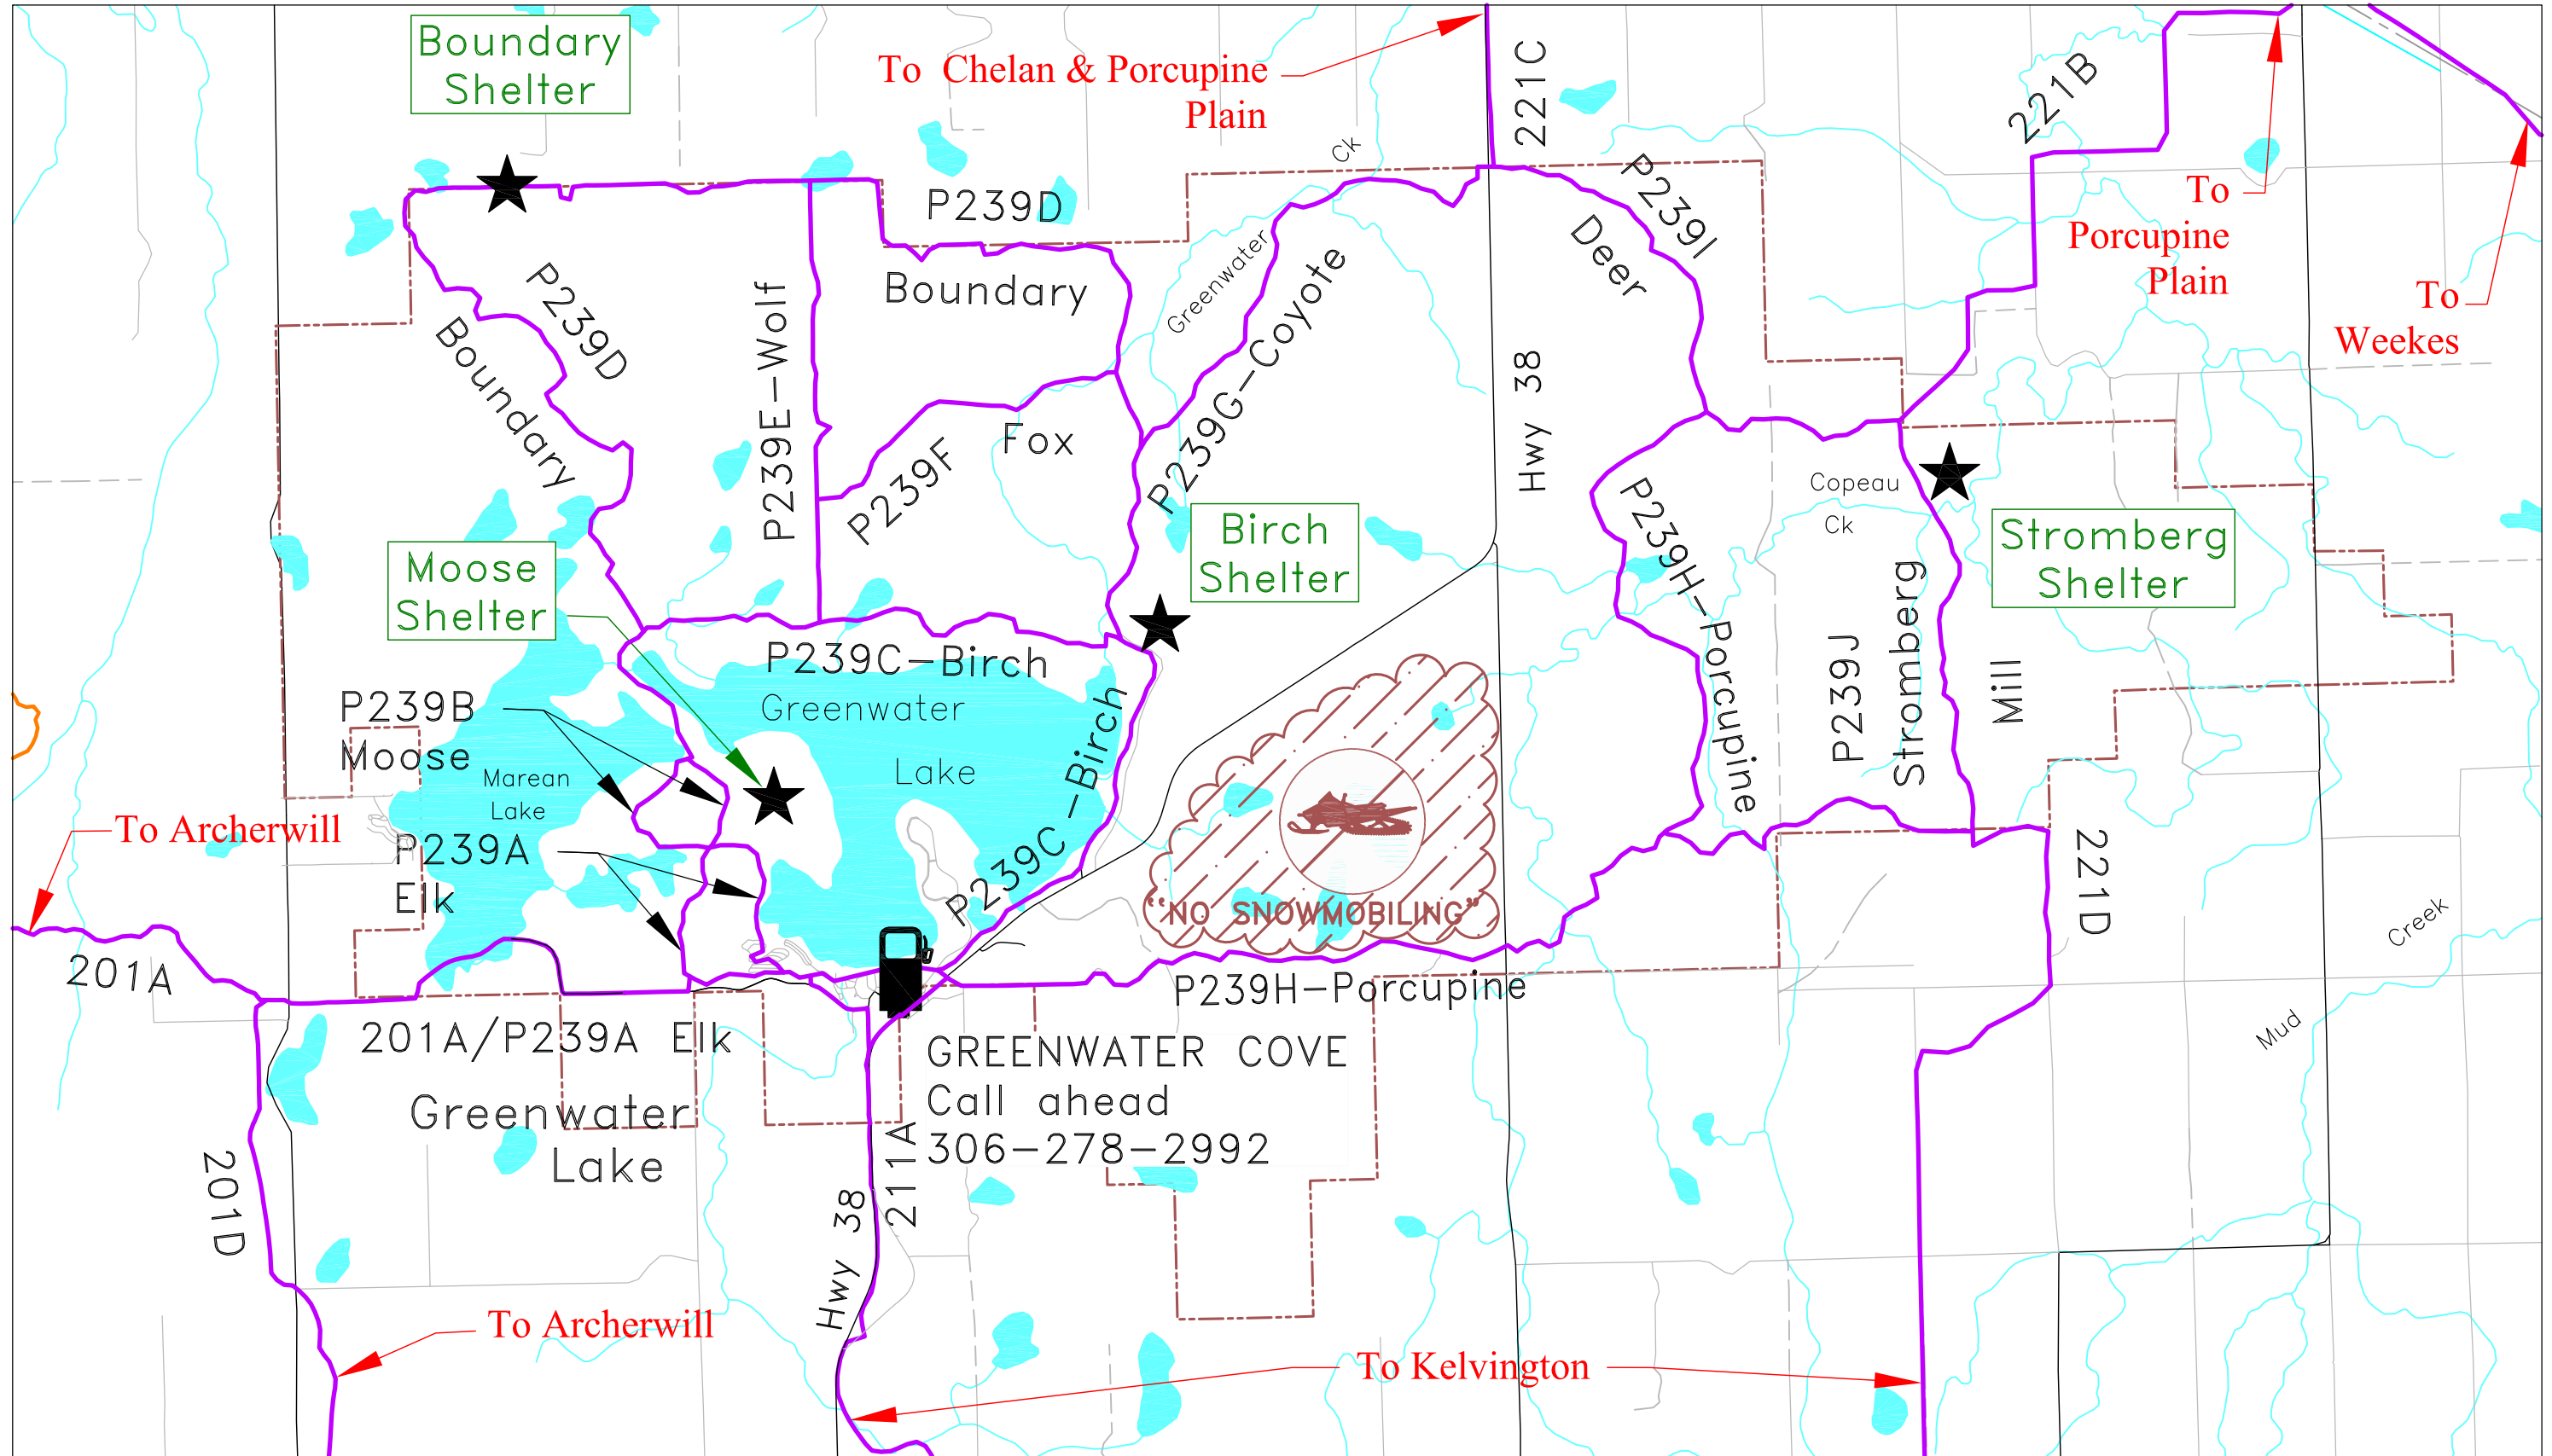 Boundary
Shelter
To Chelan & Porcupine
Plain
221C
221B
Ck
P239D
P239I
To
Porcupine
Plain
Deer
Greenwater
Boundary
P239D
Boundary
P239E-Wolf
P239G-Coyote
To
Weekes
Hwy 38
Fox
P239F
Copeau
Ck
P239H-Porcupine
Birch
Shelter
Stromberg
Shelter
Moose
Shelter
P239C-Birch
Greenwater
Lake
P239J
Stromberg
Mill
P239B
Moose
Marean
Lake
P239C-Birch
To Archerwill
P239A
Elk
"NO SNOWMOBILING"
221D
Creek
Mud
201A
P239H-Porcupine
201A/P239A Elk
GREENWATER COVE
Call ahead
306-278-2992
Greenwater
Lake
211A
Hwy 38
201D
To Archerwill
To Kelvington